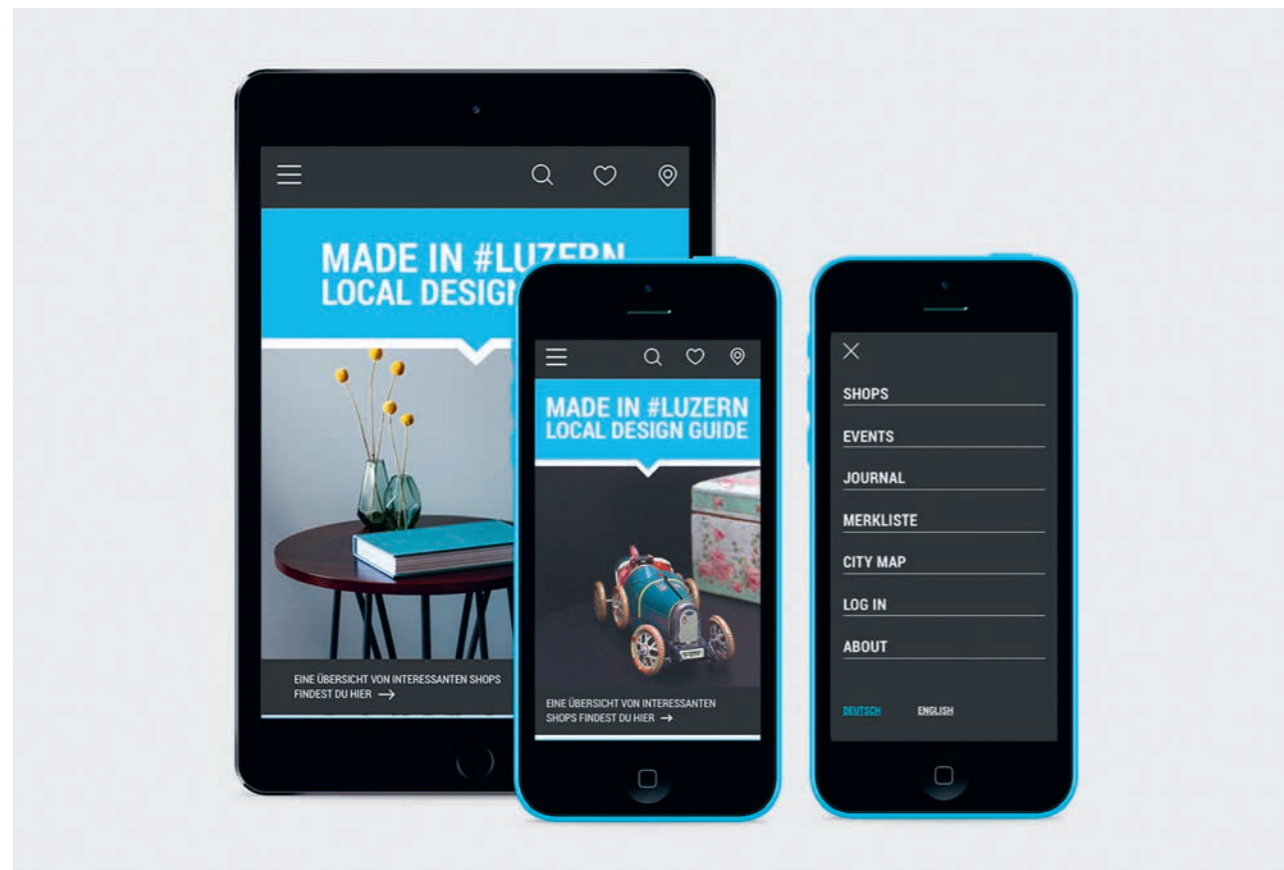 MADE IN #LUZERN
LOCAL DESIGN
EINE ÜBERSICHT VON INTERESSANTEN SHOPS
FINDEST DU HIER →
MADE IN #LUZERN
LOCAL DESIGN GUIDE
EINE ÜBERSICHT VON INTERESSANTEN
SHOPS FINDEST DU HIER →
SHOPS
EVENTS
JOURNAL
MERKLISTE
CITY MAP
LOG IN
ABOUT
DEUTSCH ENGLISH